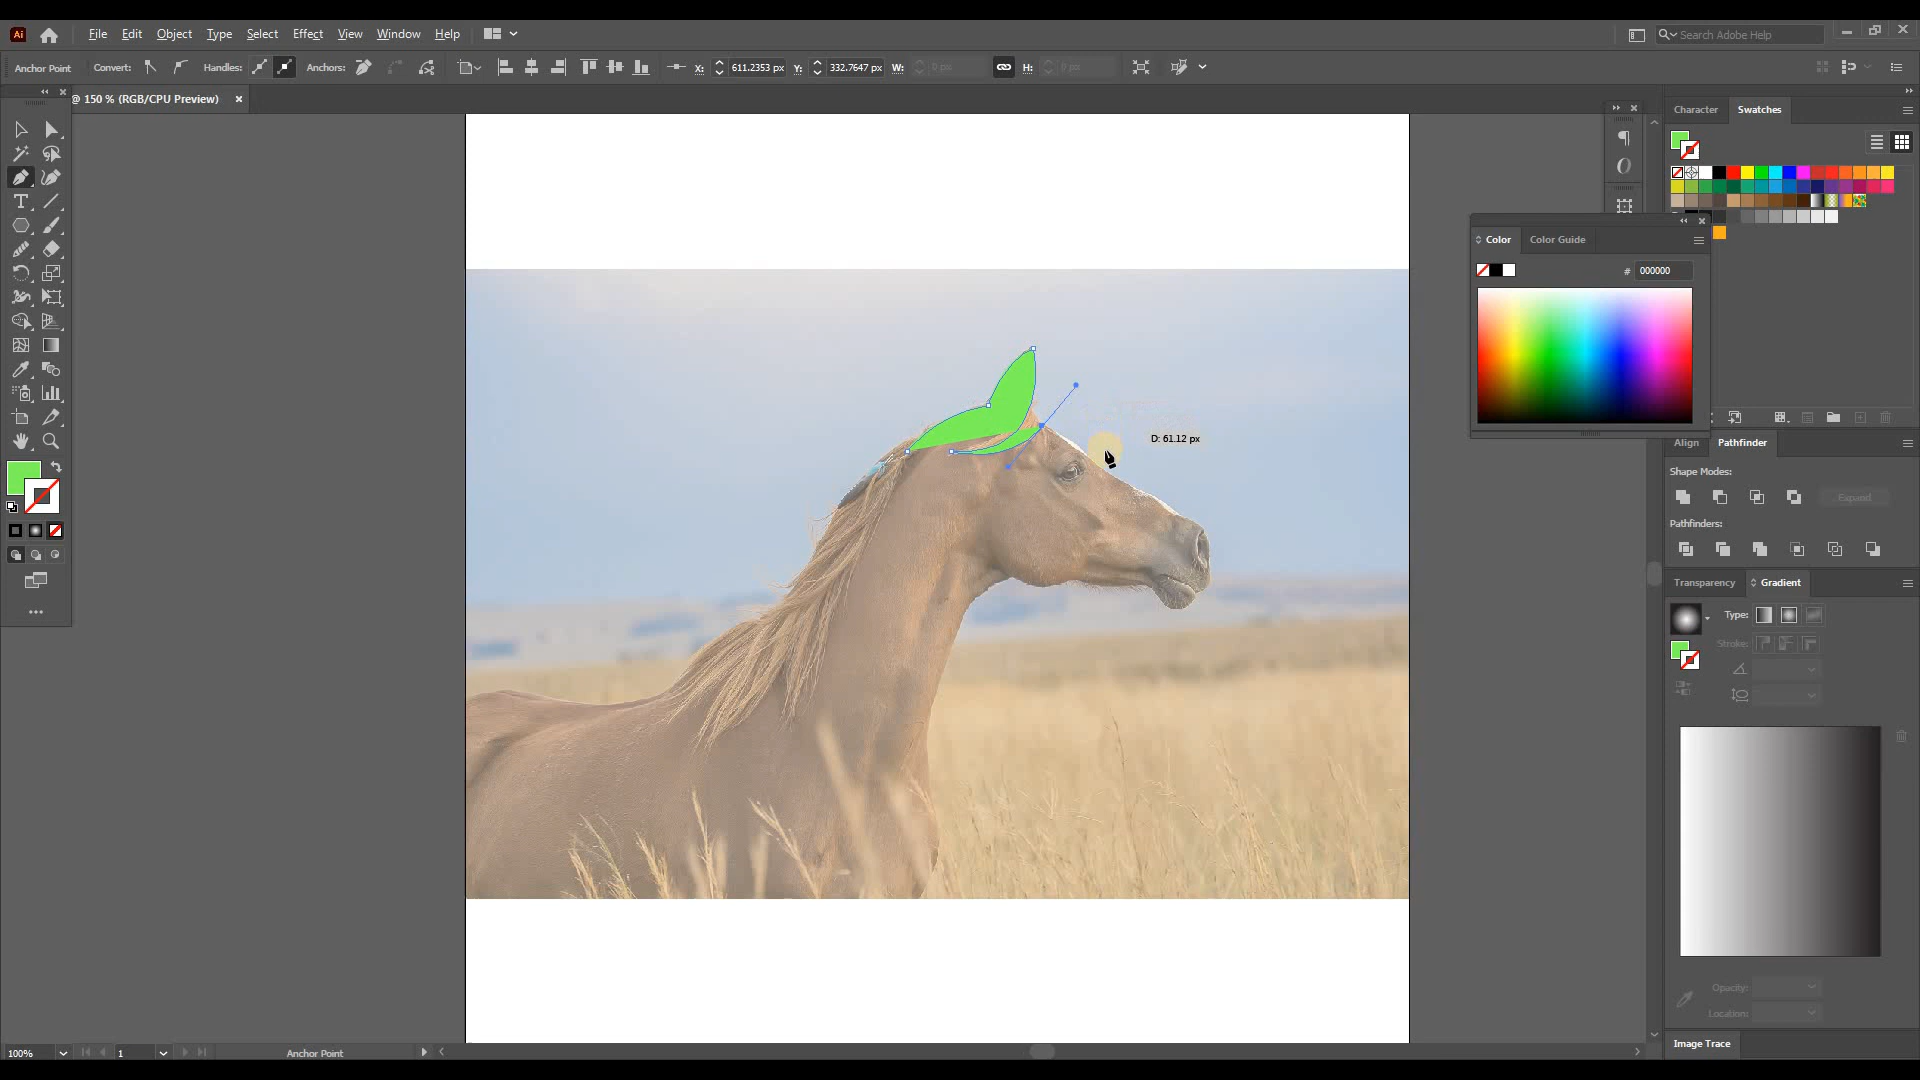 Ai
File Edit Object Type Select Effect View Window Help
Search Adobe Help
Anchor Point Convert: Handles: Anchors: X: 611.2353 px Y: 332.7647 px W: 0 px H: 0 px
@ 150 % (RGB/CPU Preview)
Character Swatches
Color Color Guide
# 000000
D: 61.12 px
Align Pathfinder
Shape Modes:
Expand
Pathfinders:
Transparency Gradient
Type:
Stroke:
Opacity:
Location:
Image Trace
100% 1 Anchor Point